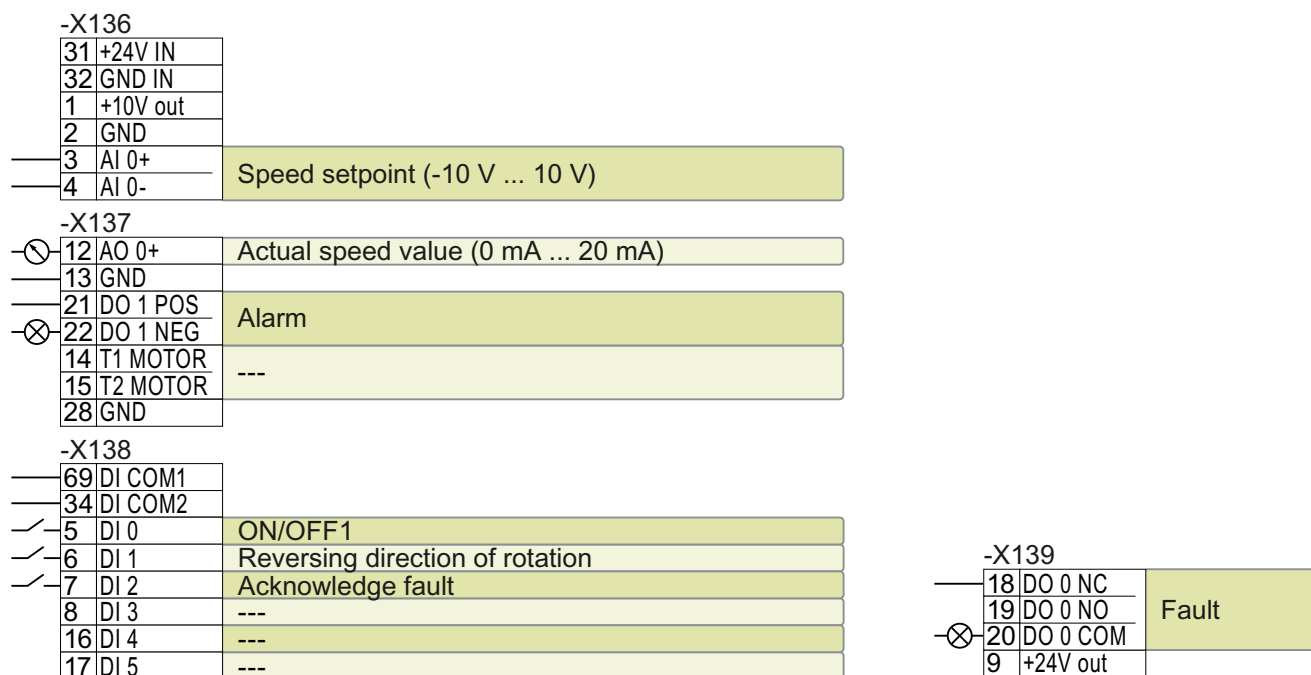 -X136
31 +24V IN
32 GND IN
1 +10V out
2 GND
3 AI 0+
4 AI 0-
Speed setpoint (-10 V ... 10 V)
-X137
12 AO 0+ Actual speed value (0 mA ... 20 mA)
13 GND
21 DO 1 POS
22 DO 1 NEG
Alarm
14 T1 MOTOR
15 T2 MOTOR
---
28 GND
-X138
69 DI COM1
34 DI COM2
5 DI 0 ON/OFF1
6 DI 1 Reversing direction of rotation
7 DI 2 Acknowledge fault
8 DI 3 ---
16 DI 4 ---
17 DI 5 ---
-X139
18 DO 0 NC
19 DO 0 NO
20 DO 0 COM
Fault
9 +24V out